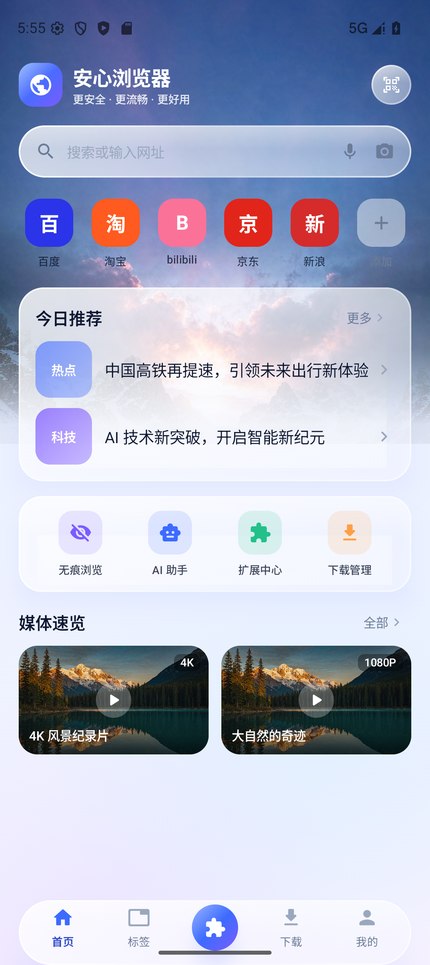 5:55
5G
安心浏览器
更安全 · 更流畅 · 更好用
搜索或输入网址
百 淘 B 京 新
百度 淘宝 bilibili 京东 新浪 添加
今日推荐 更多
热点 中国高铁再提速，引领未来出行新体验
科技 AI 技术新突破，开启智能新纪元
无痕浏览 AI 助手 扩展中心 下载管理
媒体速览 全部
4K 1080P
4K 风景纪录片 大自然的奇迹
首页 标签 下载 我的